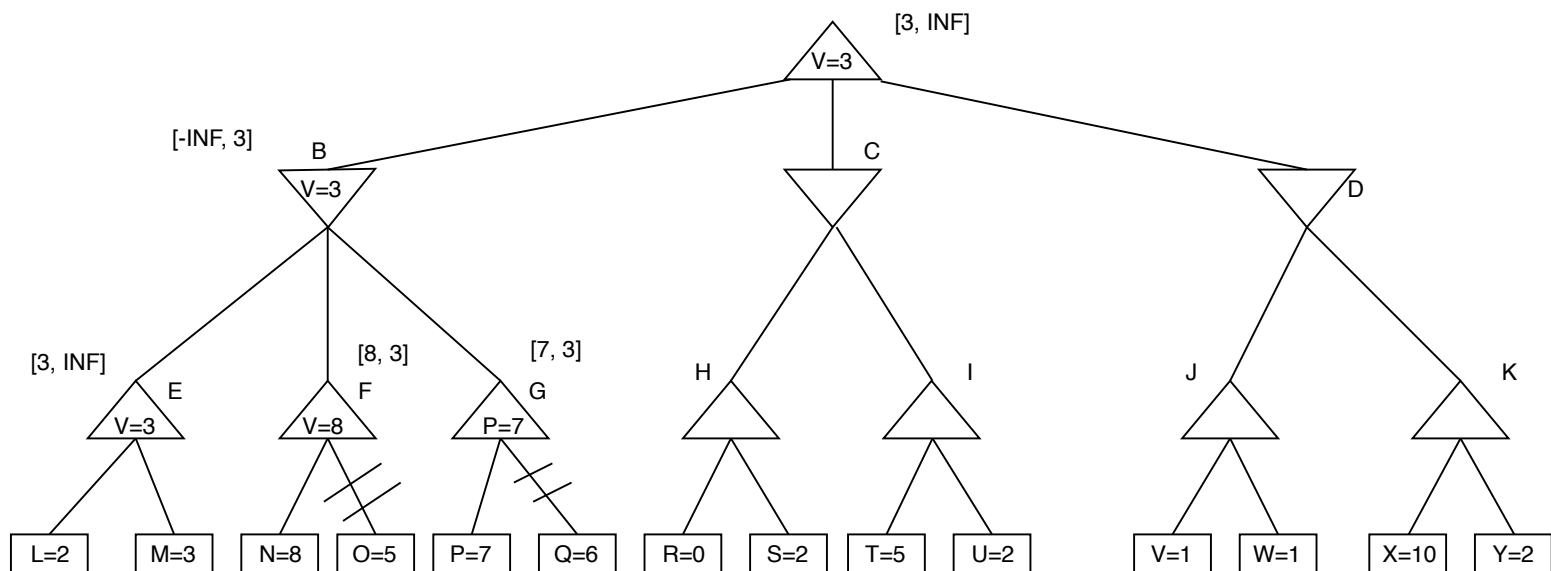 [3, INF]
V=3
[-INF, 3]
B
C
V=3
D
[3, INF]
[8, 3]
[7, 3]
E
F
G
H
I
J
K
V=3
V=8
P=7
L=2
M=3
N=8
O=5
P=7
Q=6
R=0
S=2
T=5
U=2
V=1
W=1
X=10
Y=2